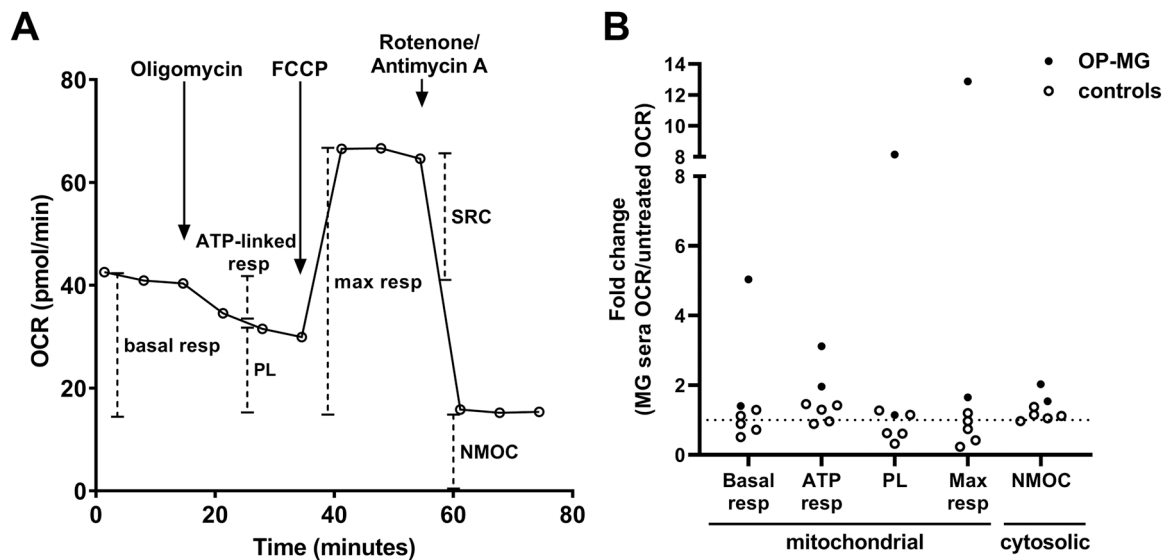 A
Oligomycin
FCCP
Rotenone/
Antimycin A
80
60
40
20
0
OCR (pmol/min)
ATP-linked
resp
SRC
max resp
basal resp
PL
NMOC
0
20
40
60
80
Time (minutes)
B
OP-MG
controls
14
12
10
8
8
6
4
2
0
Fold change
(MG sera OCR/untreated OCR)
Basal
resp
ATP
resp
PL
Max
resp
NMOC
mitochondrial
cytosolic